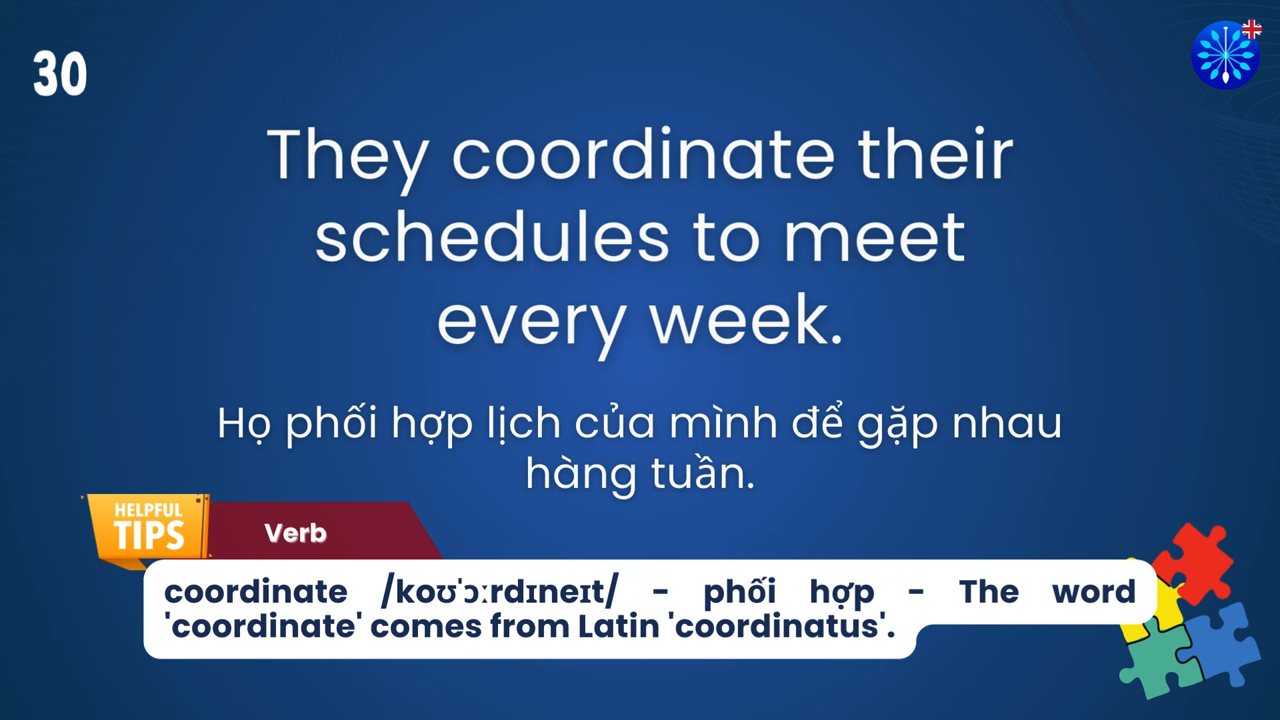 30
They coordinate their
schedules to meet
every week.
Họ phối hợp lịch của mình để gặp nhau
hàng tuần.
HELPFUL
TIPS
Verb
coordinate /koʊˈɔːrdɪneɪt/ - phối hợp - The word
'coordinate' comes from Latin 'coordinatus'.